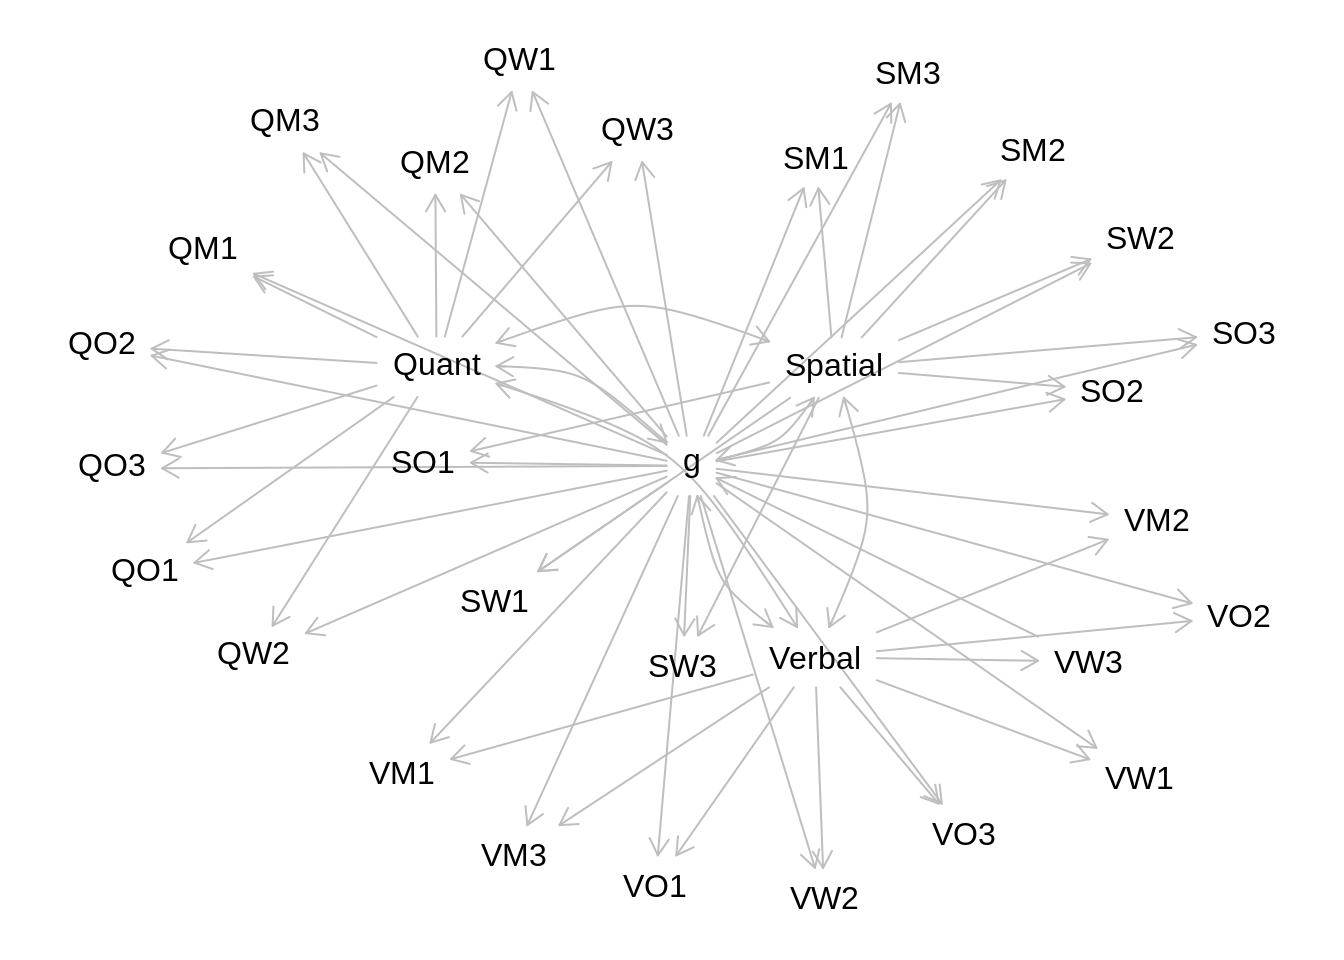 QW1
SM3
QM3
QW3
QM2
SM1
SM2
QM1
SW2
QO2
SO3
Quant
Spatial
SO2
QO3
SO1
g
VM2
QO1
SW1
VO2
QW2
SW3
Verbal
VW3
VM1
VW1
VO3
VM3
VO1
VW2